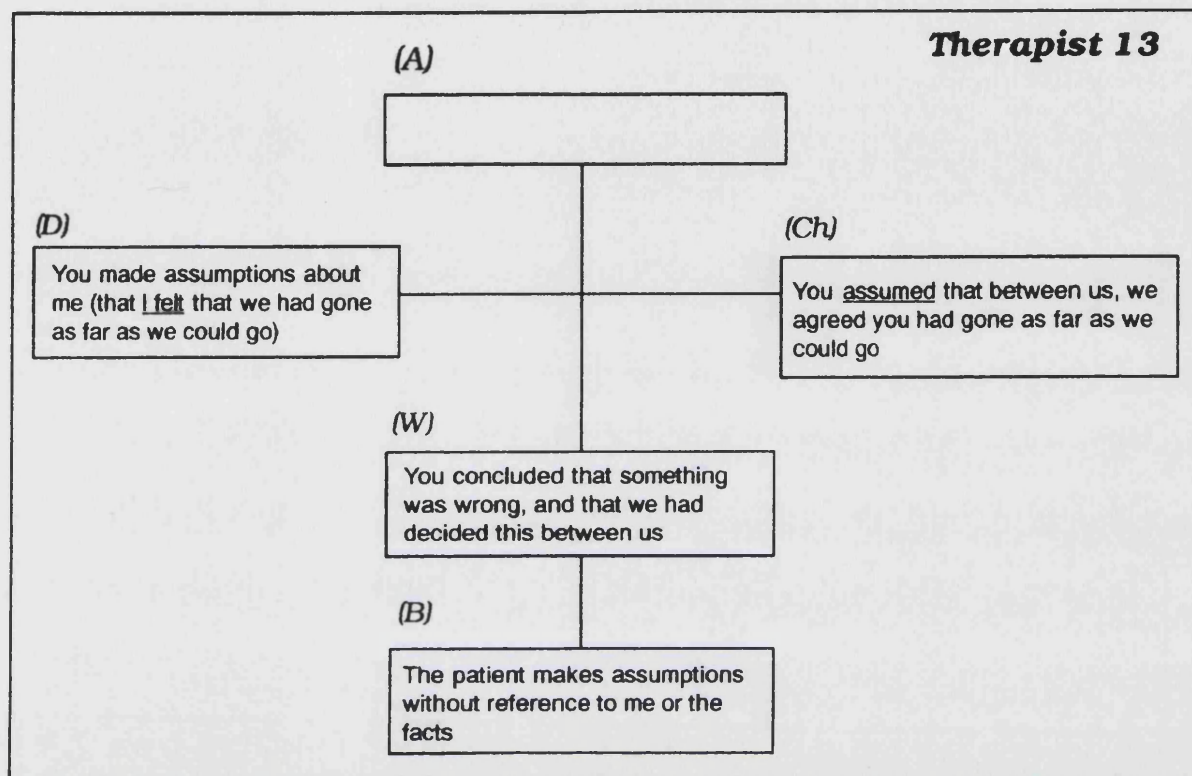 Therapist 13
(A)
(D)
You made assumptions about
me (that I felt that we had gone
as far as we could go)
(Ch)
You assumed that between us, we
agreed you had gone as far as we
could go
(W)
You concluded that something
was wrong, and that we had
decided this between us
(B)
The patient makes assumptions
without reference to me or the
facts